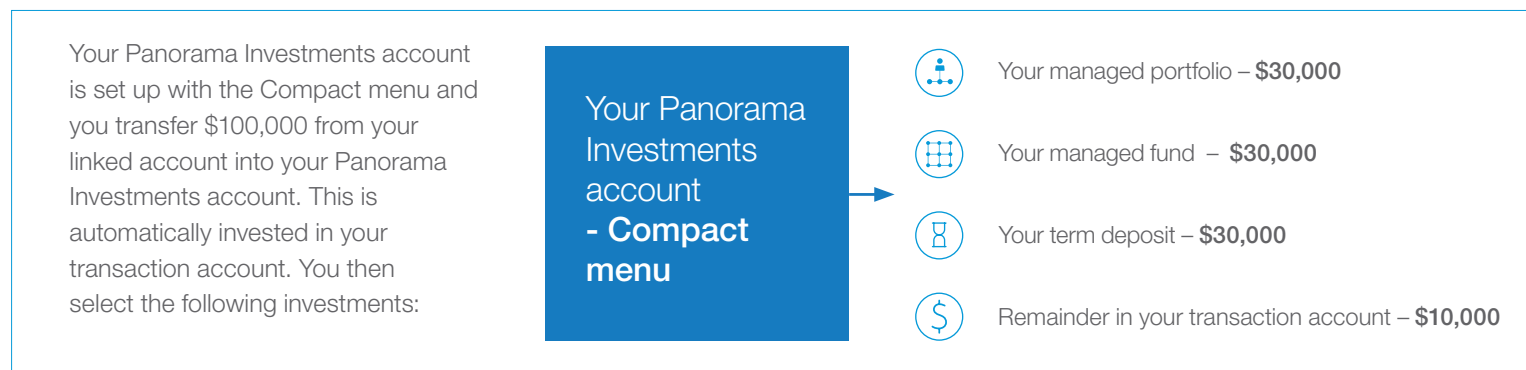 Your Panorama Investments account
is set up with the Compact menu and
you transfer $100,000 from your
linked account into your Panorama
Investments account. This is
automatically invested in your
transaction account. You then
select the following investments:
Your Panorama
Investments
account
- Compact
menu
Your managed portfolio – $30,000
Your managed fund – $30,000
Your term deposit – $30,000
$
Remainder in your transaction account – $10,000